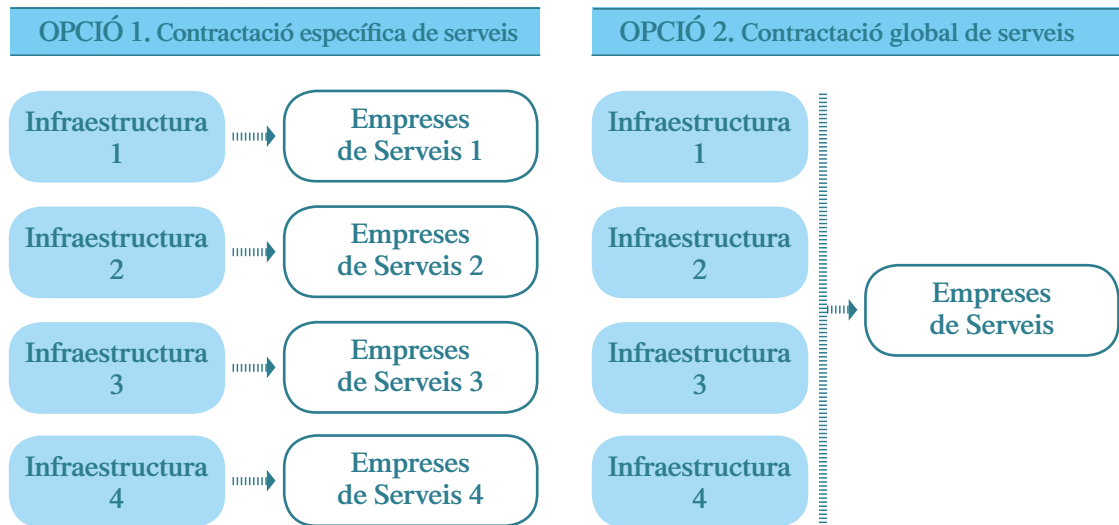 OPCIÓ 1. Contractació específica de serveis
Infraestructura
1
Empreses
de Serveis 1
Infraestructura
2
Empreses
de Serveis 2
Infraestructura
3
Empreses
de Serveis 3
Infraestructura
4
Empreses
de Serveis 4
OPCIÓ 2. Contractació global de serveis
Infraestructura
1
Infraestructura
2
Infraestructura
3
Infraestructura
4
Empreses
de Serveis